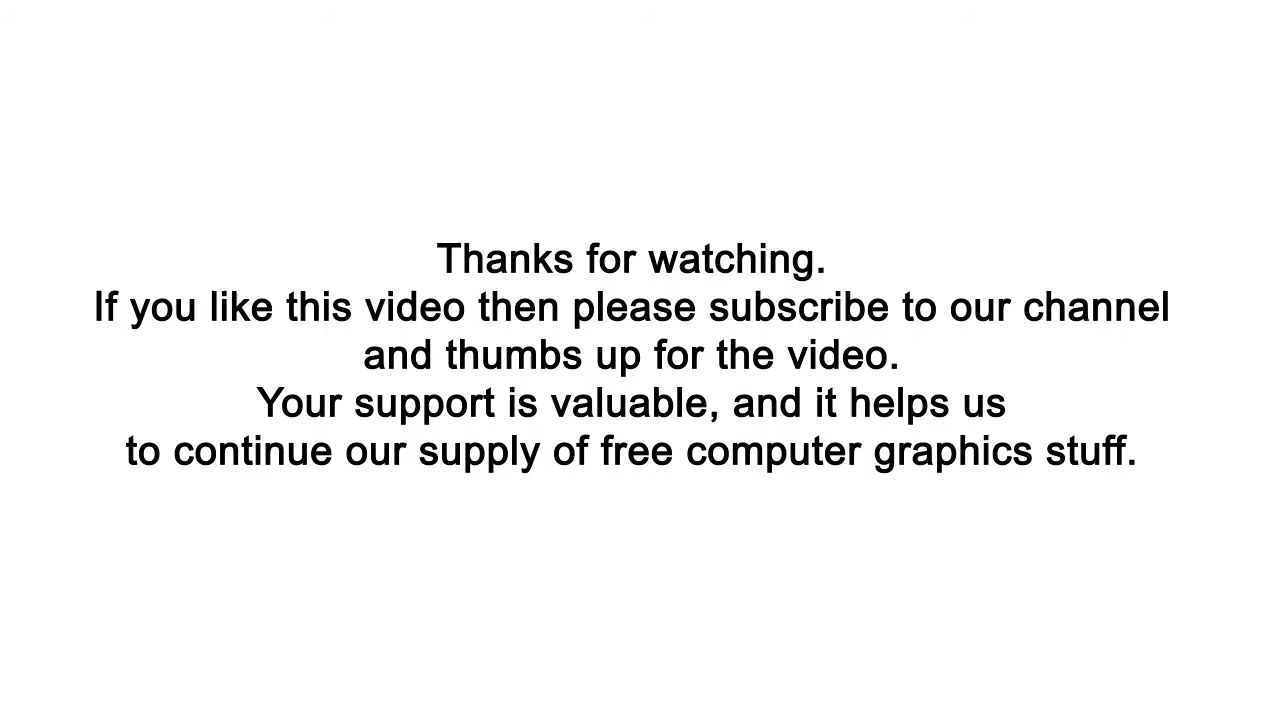 Thanks for watching.
If you like this video then please subscribe to our channel
and thumbs up for the video.
Your support is valuable, and it helps us
to continue our supply of free computer graphics stuff.